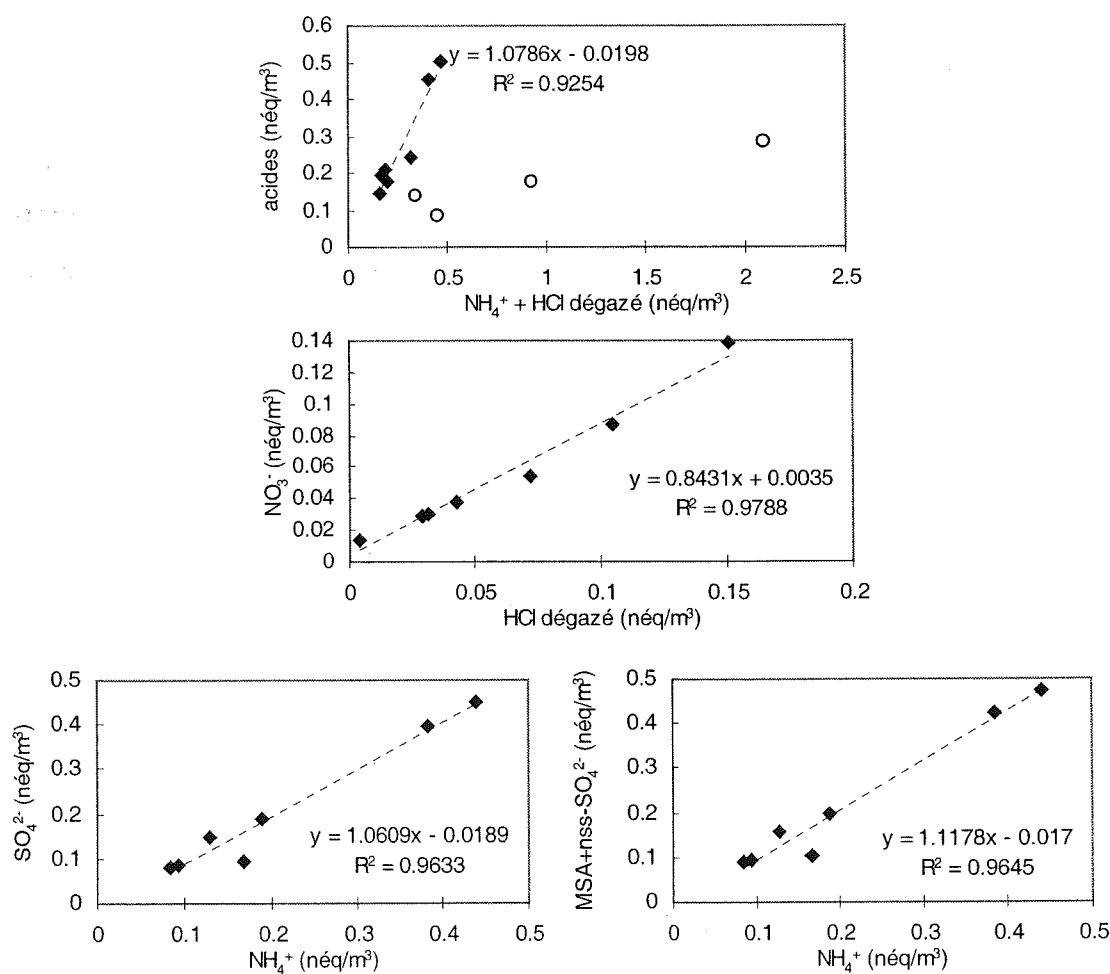 0.6
0.5
0.4
0.3
0.2
0.1
0
acides (néq/m³)
y = 1.0786x - 0.0198
R² = 0.9254
0 0.5 1 1.5 2 2.5
NH₄⁺ + HCl dégazé (néq/m³)
0.14
0.12
0.1
0.08
0.06
0.04
0.02
0
NO₃⁻ (néq/m³)
y = 0.8431x + 0.0035
R² = 0.9788
0 0.05 0.1 0.15 0.2
HCl dégazé (néq/m³)
0.5
0.4
0.3
0.2
0.1
0
SO₄²⁻ (néq/m³)
y = 1.0609x - 0.0189
R² = 0.9633
0 0.1 0.2 0.3 0.4 0.5
NH₄⁺ (néq/m³)
0.5
0.4
0.3
0.2
0.1
0
MSA+nss-SO₄²⁻ (néq/m³)
y = 1.1178x - 0.017
R² = 0.9645
0 0.1 0.2 0.3 0.4 0.5
NH₄⁺ (néq/m³)